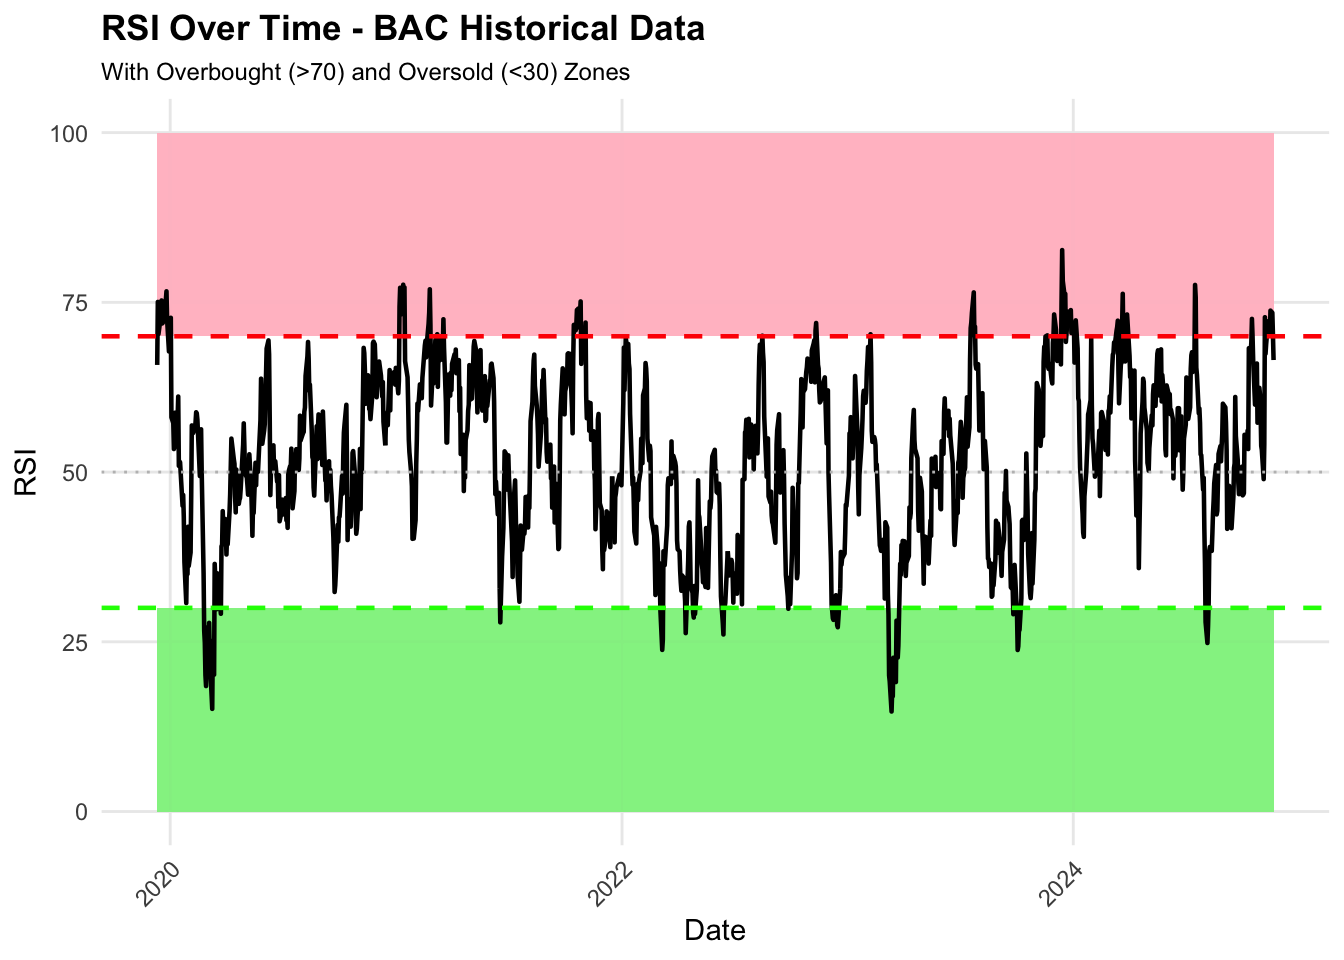 RSI Over Time - BAC Historical Data
With Overbought (>70) and Oversold (<30) Zones
100
75
50
25
0
RSI
2020
2022
2024
Date